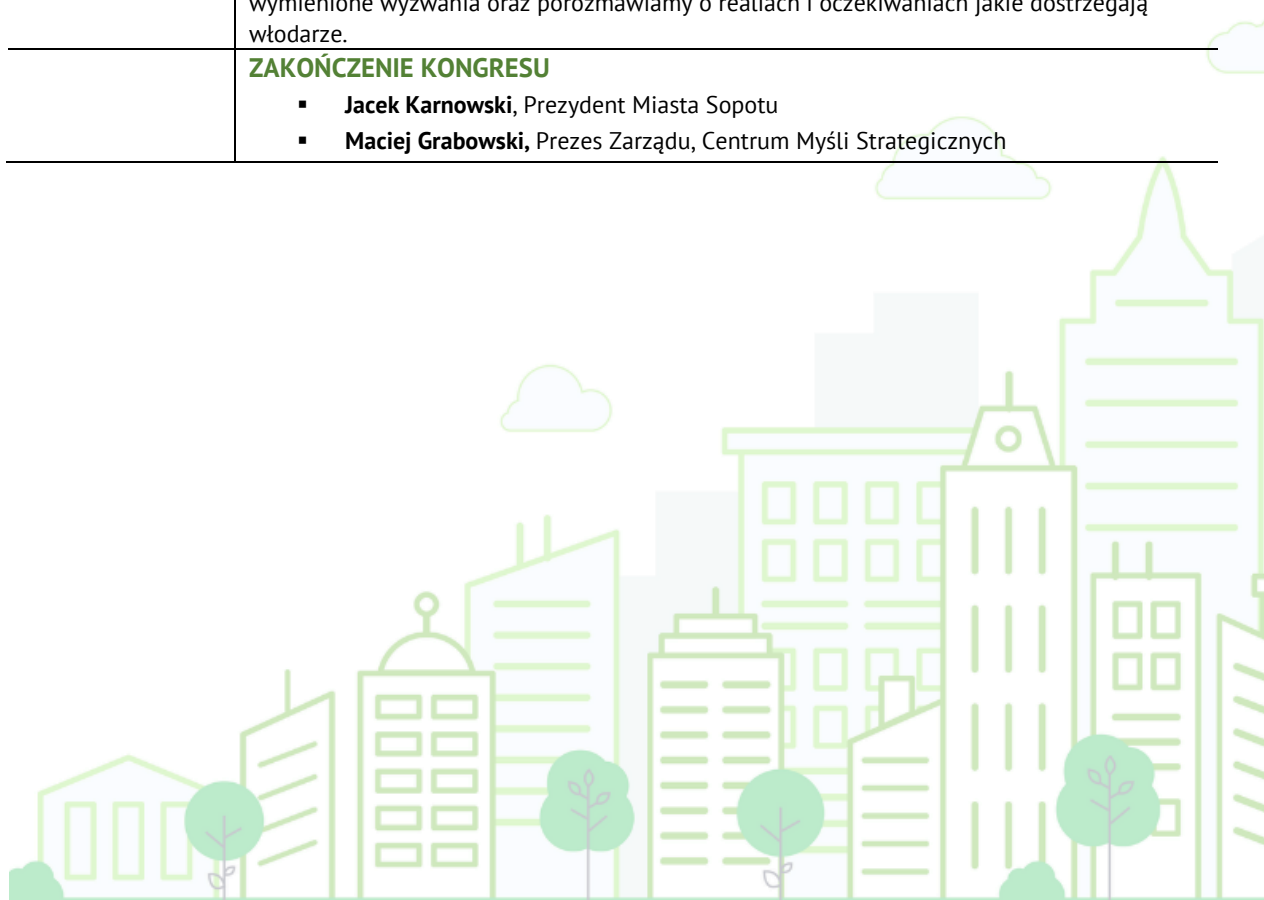 wymienione wyzwania oraz porozmawiamy o realiach i oczekiwaniach jakie dostrzegają
włodarze.
ZAKOŃCZENIE KONGRESU
▪ Jacek Karnowski, Prezydent Miasta Sopotu
▪ Maciej Grabowski, Prezes Zarządu, Centrum Myśli Strategicznych